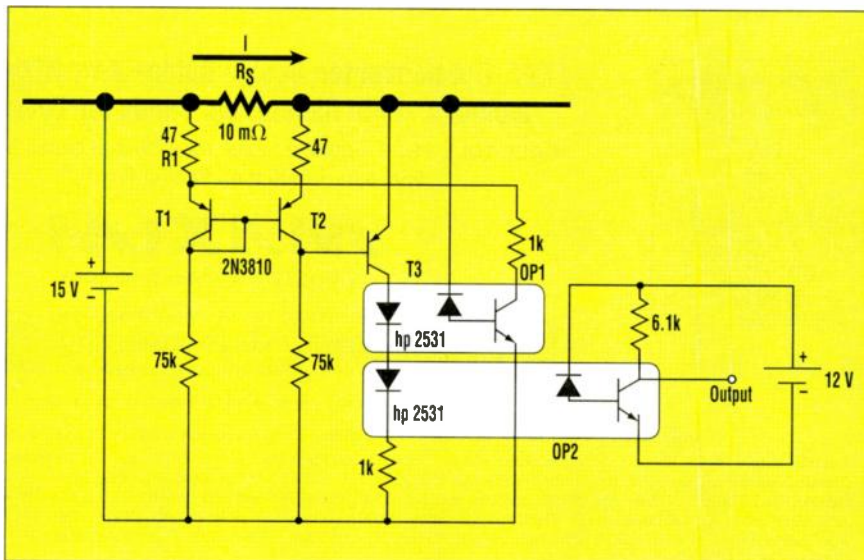 I
RS
10 mΩ
47
R1
47
T1
T2
1k
2N3810
T3
OP1
15 V
+
−
hp 2531
6.1k
75k
75k
+
−
12 V
Output
hp 2531
1k
OP2